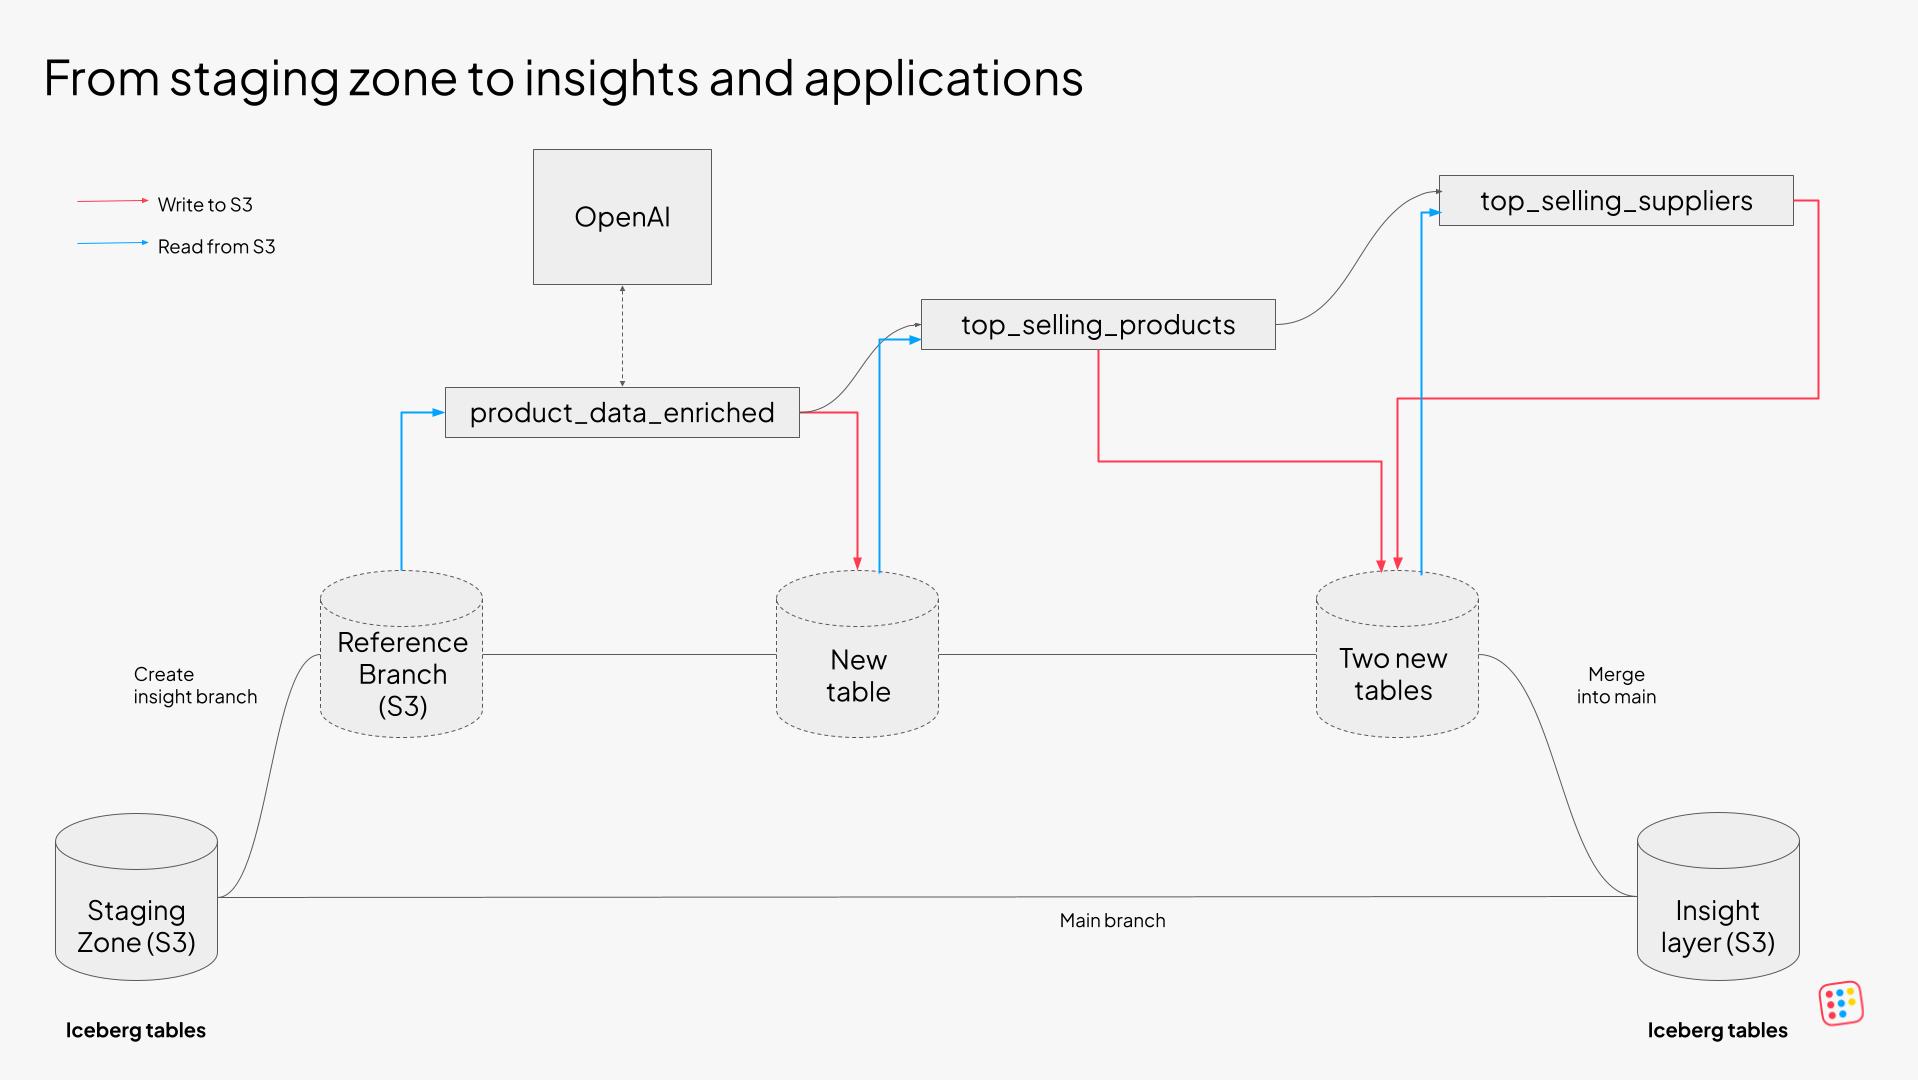 From staging zone to insights and applications
Write to S3
Read from S3
OpenAI
top_selling_suppliers
top_selling_products
product_data_enriched
Reference
Branch
(S3)
New
table
Two new
tables
Create
insight branch
Merge
into main
Staging
Zone (S3)
Main branch
Insight
layer (S3)
Iceberg tables
Iceberg tables